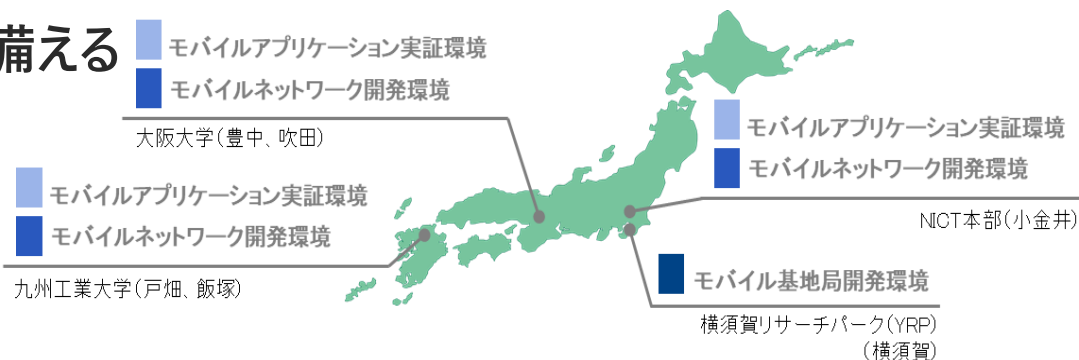 備える
モバイルアプリケーション実証環境
モバイルネットワーク開発環境
大阪大学(豊中、吹田)
モバイルアプリケーション実証環境
モバイルネットワーク開発環境
NICT本部(小金井)
モバイルアプリケーション実証環境
モバイルネットワーク開発環境
九州工業大学(戸畑、飯塚)
モバイル基地局開発環境
横須賀リサーチパーク(YRP)
(横須賀)